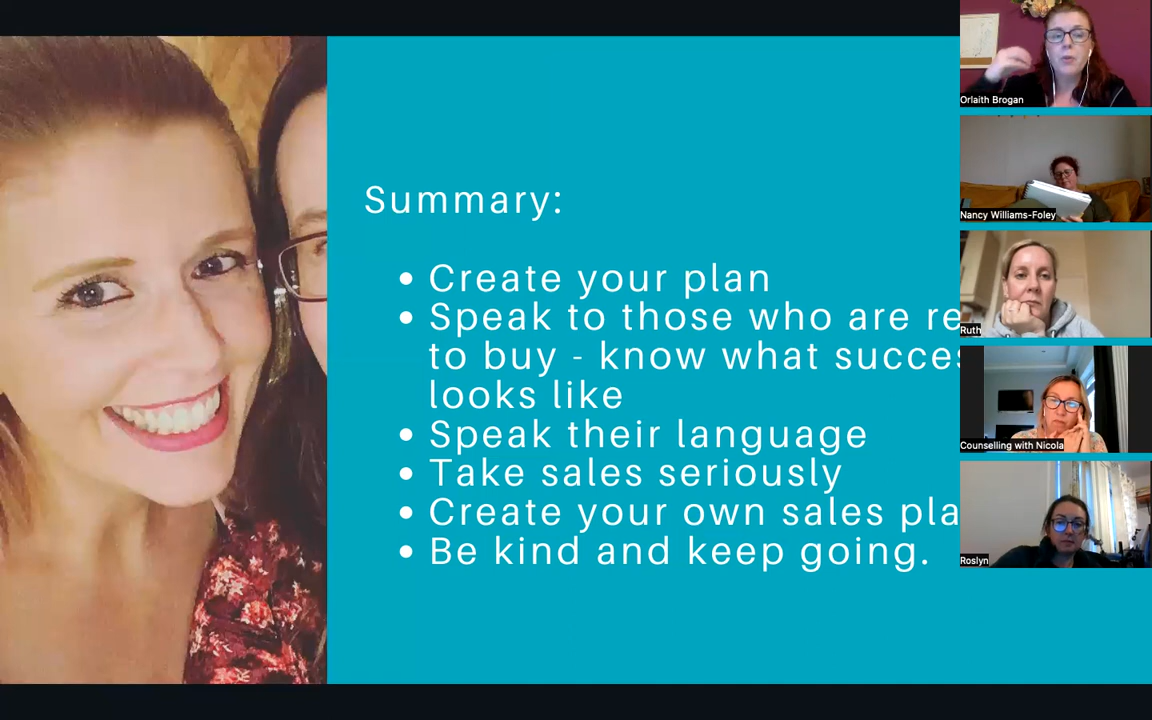 Summary:
• Create your plan
• Speak to those who are re
to buy - know what succes
looks like
• Speak their language
• Take sales seriously
• Create your own sales pla
• Be kind and keep going.
Orlaith Brogan
Nancy Williams-Foley
Ruth
Counselling with Nicola
Roslyn